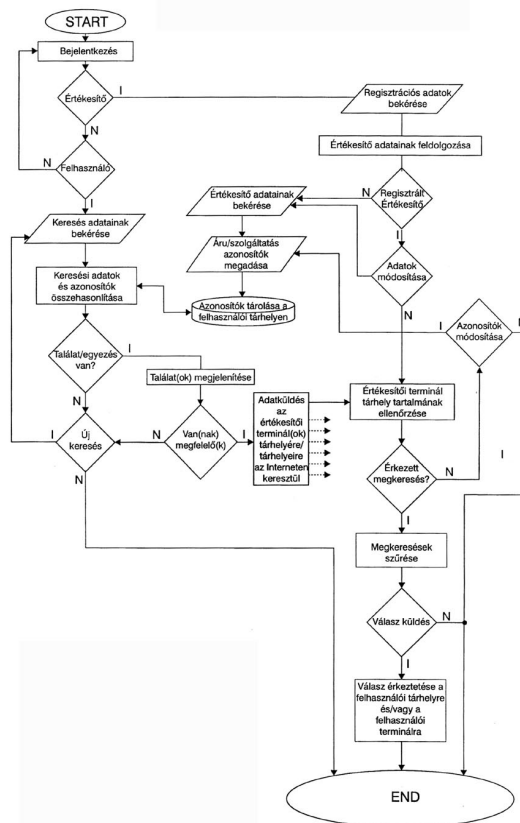 START
Bejelentkezés
Értékesítő
I
N
Felhasználó
N
I
Regisztrációs adatok
bekérése
Értékesítő adatainak feldolgozása
Regisztrált
Értékesítő
N
I
Értékesítő adatainak
bekérése
Keresés adatainak
bekérése
Áru/szolgáltatás
azonosítók
megadása
Adatok
módosítása
I
N
Keresési adatok
és azonosítók
összehasonlítása
Azonosítók tárolása a
felhasználói tárhelyen
Azonosítók
módosítása
I
N
Találat/egyezés
van?
I
N
Találat(ok) megjelenítése
Adatküldés
az
értékesítői
terminál(ok)
tárhelyére/
tárhelyeire
az Interneten
keresztül
Értékesítői terminál
tárhely tartalmának
ellenőrzése
Új
keresés
I
N
Van(nak)
megfelelő(k)
N
I
Érkezett
megkeresés?
N
I
I
Megkeresések
szűrése
Válasz küldés
N
I
Válasz érkeztetése a
felhasználói tárhelyre
és/vagy a
felhasználói
terminálra
END